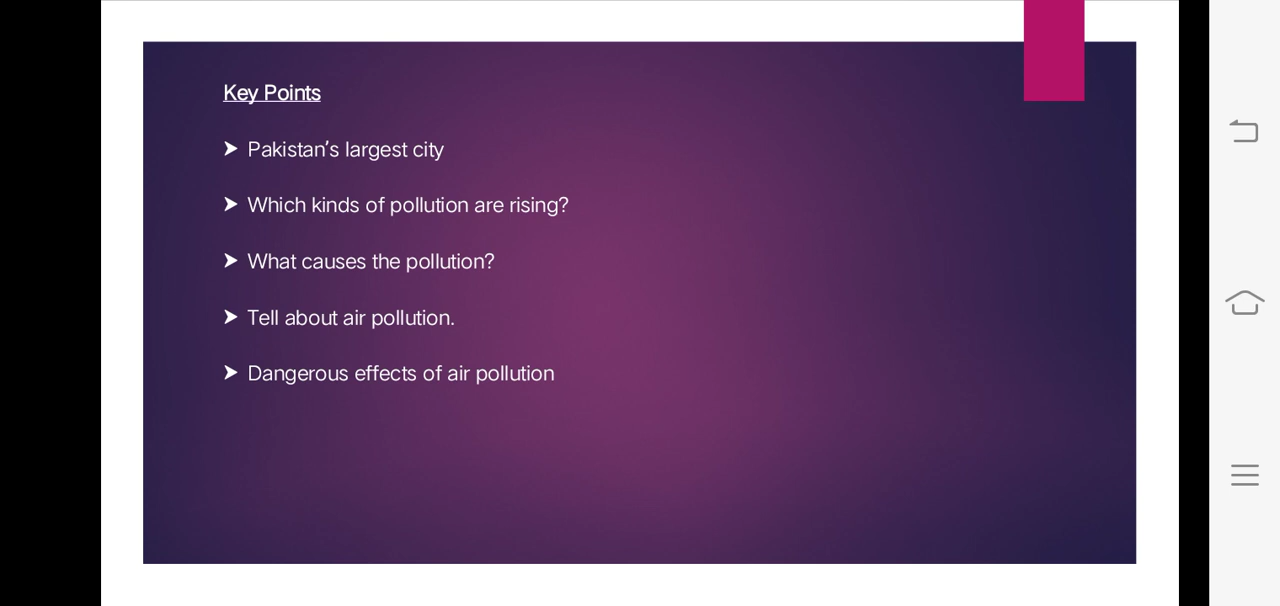 Key Points
➤ Pakistan’s largest city
➤ Which kinds of pollution are rising?
➤ What causes the pollution?
➤ Tell about air pollution.
➤ Dangerous effects of air pollution